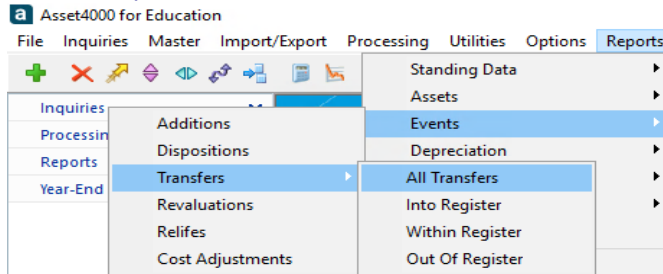 a Asset4000 for Education
File Inquiries Master Import/Export Processing Utilities Options Reports
Inquiries
Processin
Reports
Year-End
Additions
Dispositions
Transfers
Revaluations
Relifes
Cost Adjustments
Standing Data
Assets
Events
Depreciation
All Transfers
Into Register
Within Register
Out Of Register